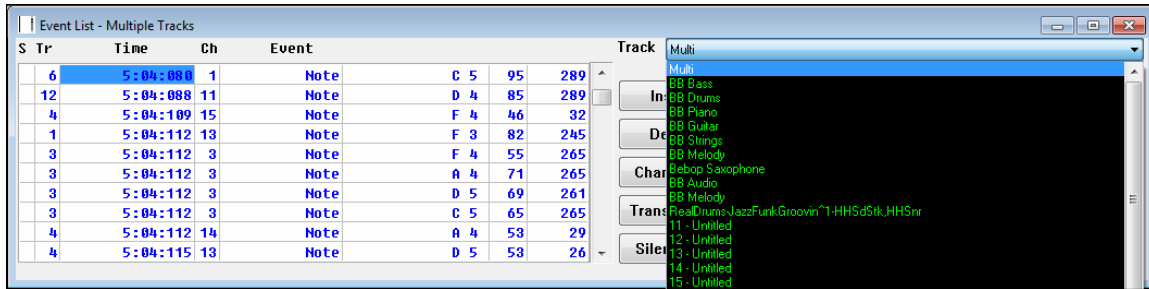 Event List - Multiple Tracks
S Tr Time Ch Event Track Multi
6 5:04:080 1 Note C 5 95 289
12 5:04:088 11 Note D 4 85 289
4 5:04:109 15 Note F 4 46 32
1 5:04:112 13 Note F 3 82 245
3 5:04:112 3 Note F 4 55 265
3 5:04:112 3 Note A 4 71 265
3 5:04:112 3 Note D 5 69 261
3 5:04:112 3 Note C 5 65 265
4 5:04:112 14 Note A 4 53 29
4 5:04:115 13 Note D 5 53 26
Multi
BB Bass
BB Drums
BB Piano
BB Guitar
BB Strings
BB Melody
Bebop Saxophone
BB Audio
BB Melody
RealDrums-JazzFunkGroovin^1-HHSdStk,HHSnr
11 - Untitled
12 - Untitled
13 - Untitled
14 - Untitled
15 - Untitled